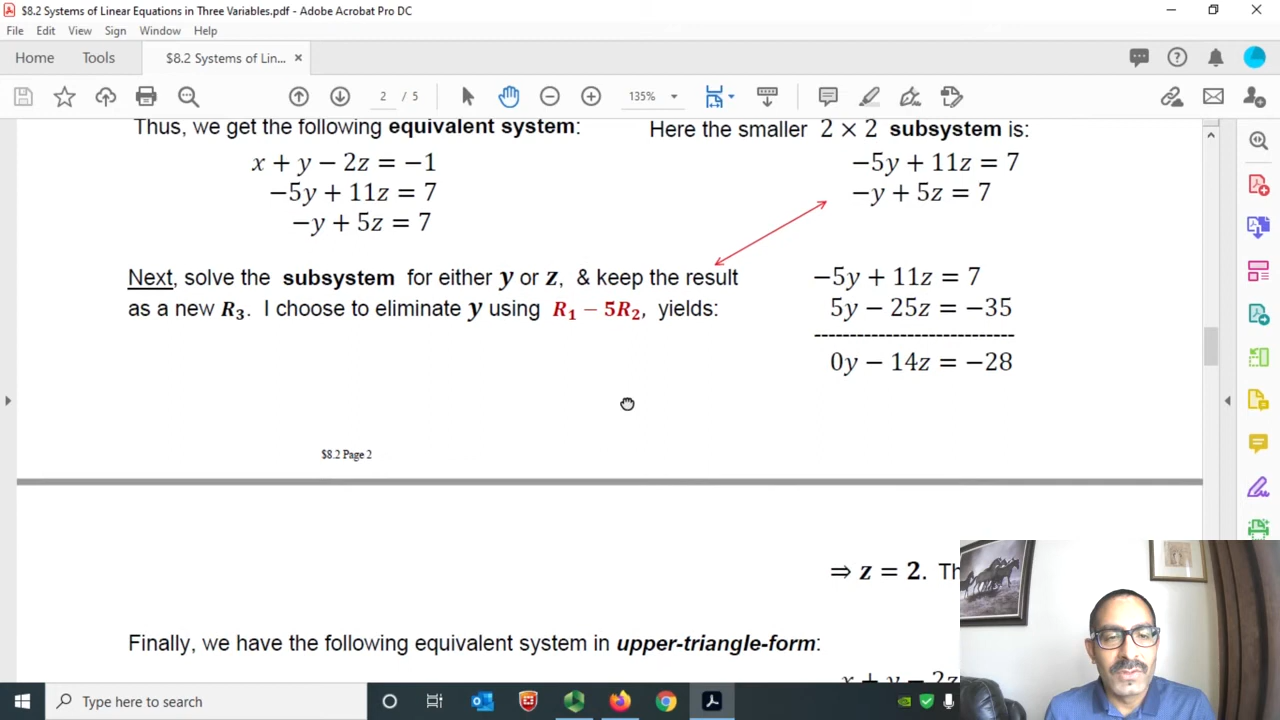 $8.2 Systems of Linear Equations in Three Variables.pdf - Adobe Acrobat Pro DC
File Edit View Sign Window Help
Home Tools $8.2 Systems of Lin... ×
2 / 5 135%
Thus, we get the following equivalent system:
x + y − 2z = −1
−5y + 11z = 7
−y + 5z = 7
Here the smaller 2 × 2 subsystem is:
−5y + 11z = 7
−y + 5z = 7
Next, solve the subsystem for either y or z, & keep the result
as a new R₃. I choose to eliminate y using R₁ − 5R₂, yields:
−5y + 11z = 7
5y − 25z = −35
----------------------------
0y − 14z = −28
$8.2 Page 2
⇒ z = 2. Th
Finally, we have the following equivalent system in upper-triangle-form:
x + y − 2z
Type here to search